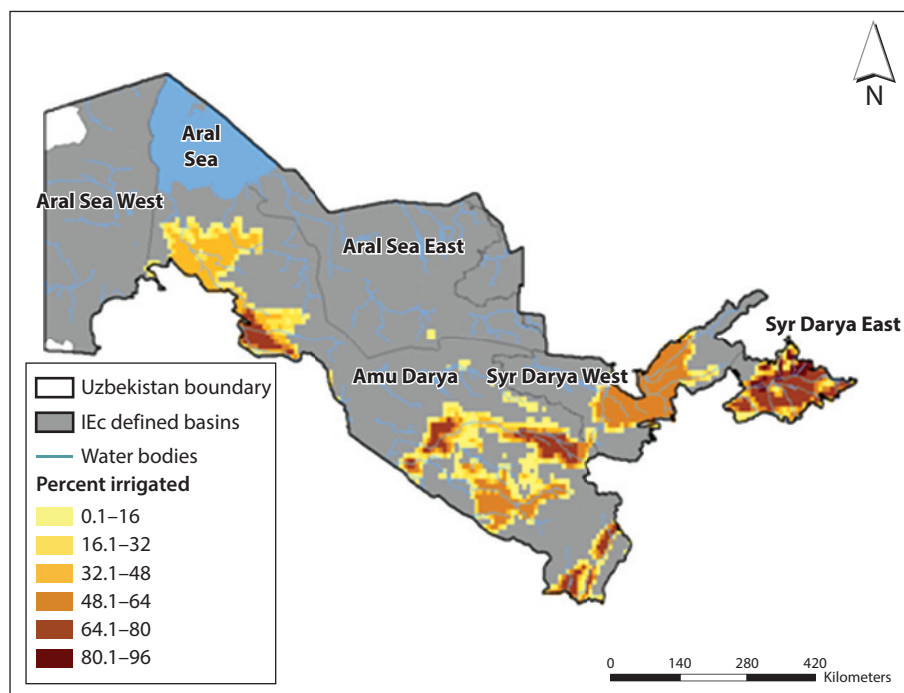 N
Aral
Sea
Aral Sea West
Aral Sea East
Syr Darya East
Amu Darya
Syr Darya West
Uzbekistan boundary
IEc defined basins
Water bodies
Percent irrigated
0.1–16
16.1–32
32.1–48
48.1–64
64.1–80
80.1–96
0 140 280 420
Kilometers